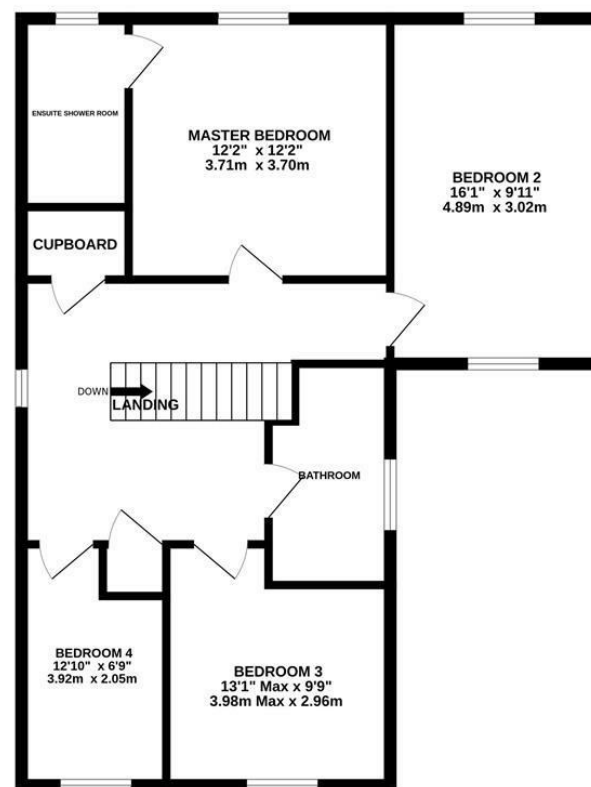 ENSUITE SHOWER ROOM
MASTER BEDROOM
12'2" x 12'2"
3.71m x 3.70m
BEDROOM 2
16'1" x 9'11"
4.89m x 3.02m
CUPBOARD
DOWN
LANDING
BATHROOM
BEDROOM 4
12'10" x 6'9"
3.92m x 2.05m
BEDROOM 3
13'1" Max x 9'9"
3.98m Max x 2.96m